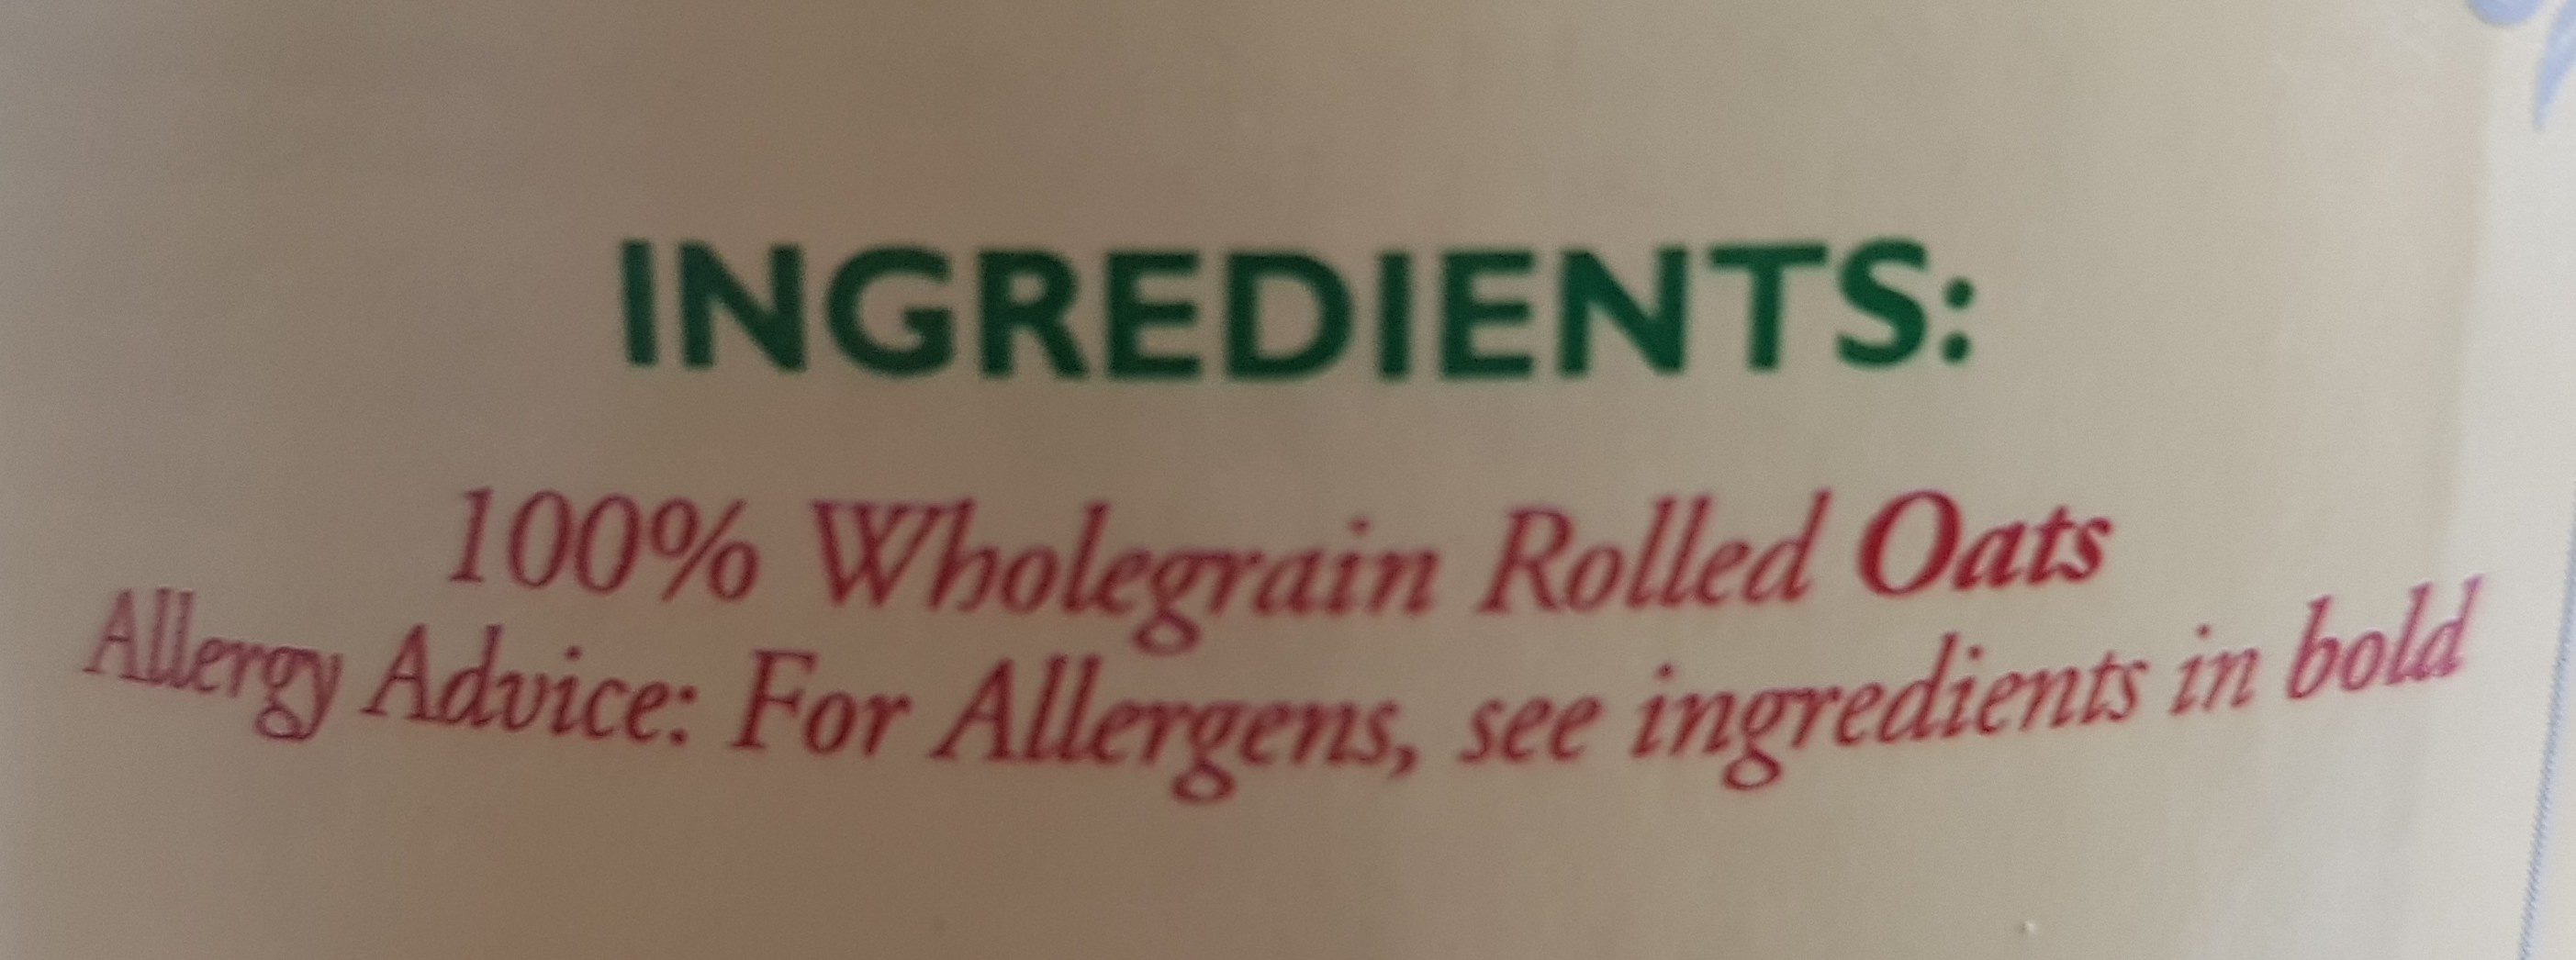 INGREDIENTS:
100% Wholegrain Rolled Oats
Allergy Advice: For Allergens, see ingredients in bold